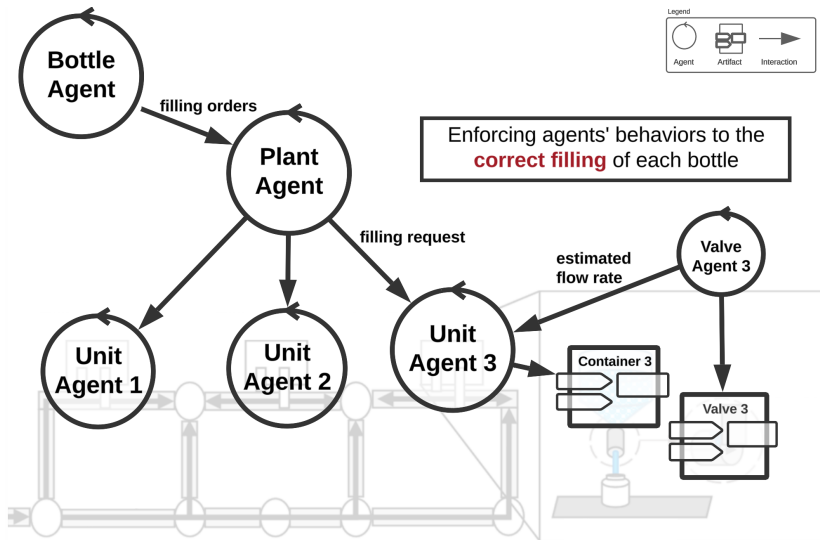 Legend
Agent
Artifact
Interaction
Bottle
Agent
filling orders
Plant
Agent
Enforcing agents' behaviors to the
correct filling of each bottle
filling request
estimated
flow rate
Valve
Agent 3
Unit
Agent 1
Unit
Agent 2
Unit
Agent 3
Container 3
Valve 3